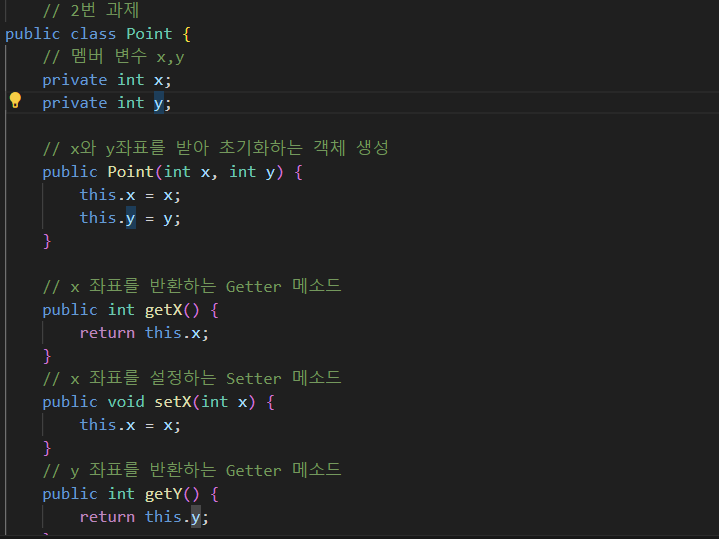 // 2번 과제
public class Point {
// 멤버 변수 x,y
private int x;
private int y;
// x와 y좌표를 받아 초기화하는 객체 생성
public Point(int x, int y) {
this.x = x;
this.y = y;
}
// x 좌표를 반환하는 Getter 메소드
public int getX() {
return this.x;
}
// x 좌표를 설정하는 Setter 메소드
public void setX(int x) {
this.x = x;
}
// y 좌표를 반환하는 Getter 메소드
public int getY() {
return this.y;